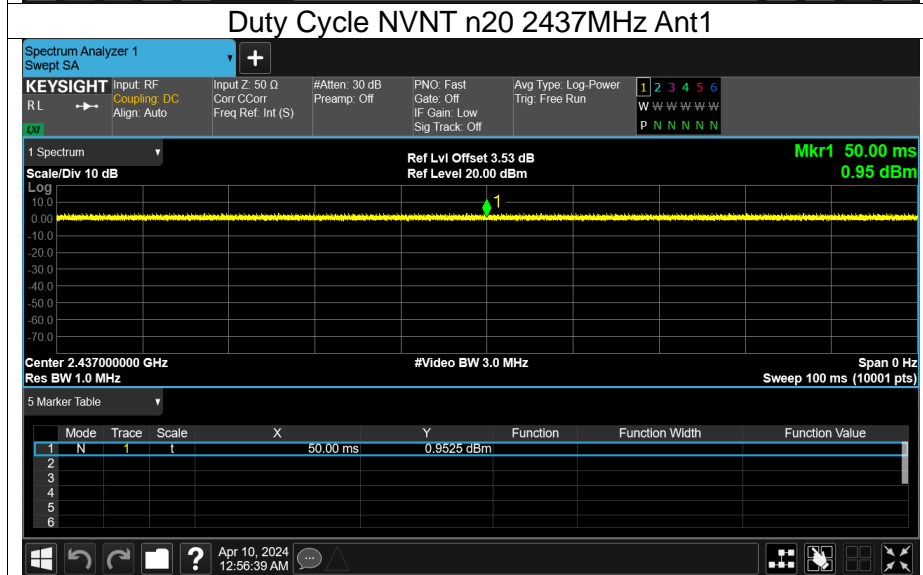 Duty Cycle NVNT n20 2437MHz Ant1
Spectrum Analyzer 1
Swept SA
+
KEYSIGHT
R L
LXI
Input: RF
Coupling: DC
Align: Auto
Input Z: 50 Ω
Corr CCorr
Freq Ref: Int (S)
#Atten: 30 dB
Preamp: Off
PNO: Fast
Gate: Off
IF Gain: Low
Sig Track: Off
Avg Type: Log-Power
Trig: Free Run
1 2 3 4 5 6
W W W W W W
P N N N N N
1 Spectrum
Scale/Div 10 dB
Ref Lvl Offset 3.53 dB
Ref Level 20.00 dBm
Mkr1 50.00 ms
0.95 dBm
Log
10.0
0.00
-10.0
-20.0
-30.0
-40.0
-50.0
-60.0
-70.0
1
Center 2.437000000 GHz
Res BW 1.0 MHz
#Video BW 3.0 MHz
Span 0 Hz
Sweep 100 ms (10001 pts)
5 Marker Table
Mode Trace Scale X Y Function Function Width Function Value
1 N 1 t 50.00 ms 0.9525 dBm
2
3
4
5
6
?
Apr 10, 2024
12:56:39 AM